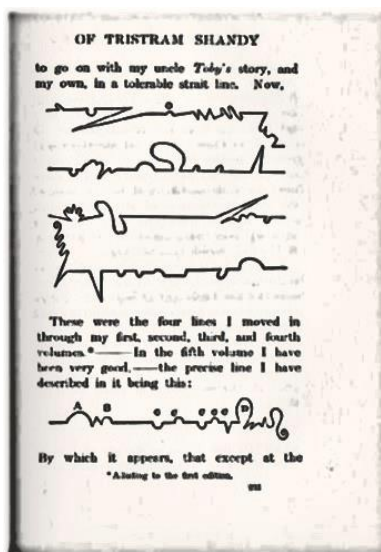 OF TRISTRAM SHANDY
to go on with my uncle Toby's story, and
my own, in a tolerable strait line. Now,
These were the four lines I moved in
through my first, second, third, and fourth
volumes.*——In the fifth volume I have
been very good,——the precise line I have
described in it being this:
A B c c c c c D
By which it appears, that except at the
*Alluding to the first edition.